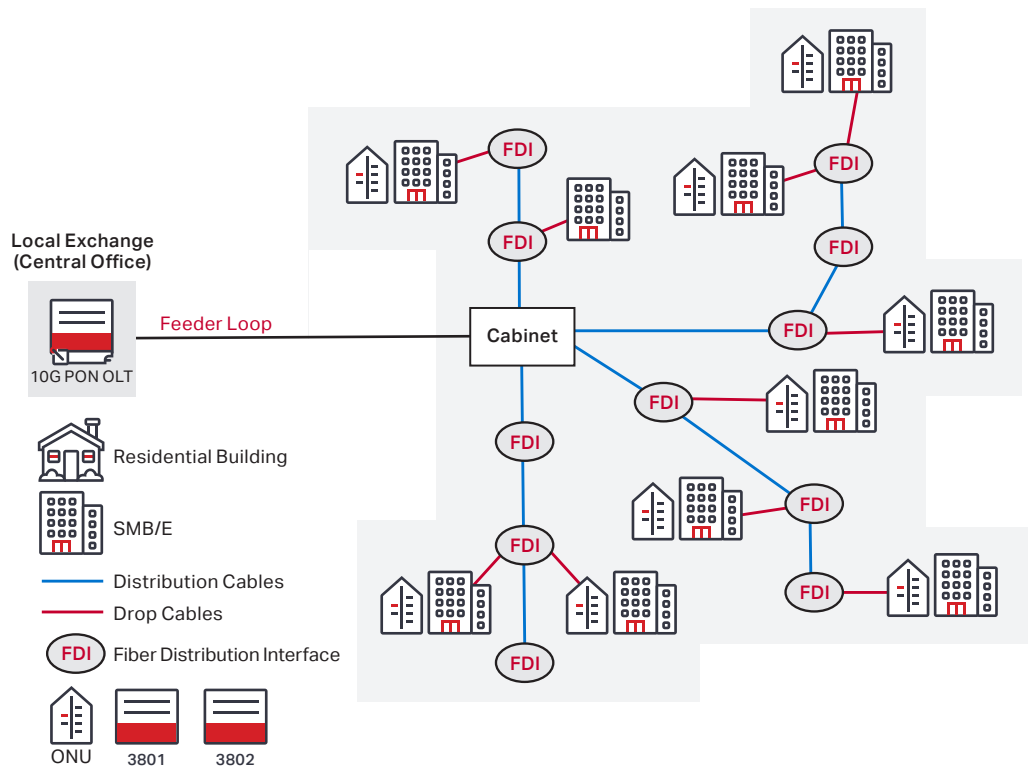 FDI
FDI
FDI
FDI
Local Exchange
(Central Office)
10G PON OLT
Feeder Loop
Cabinet
FDI
FDI
FDI
FDI
FDI
FDI
FDI
FDI
Residential Building
SMB/E
Distribution Cables
Drop Cables
FDI
Fiber Distribution Interface
ONU
3801
3802